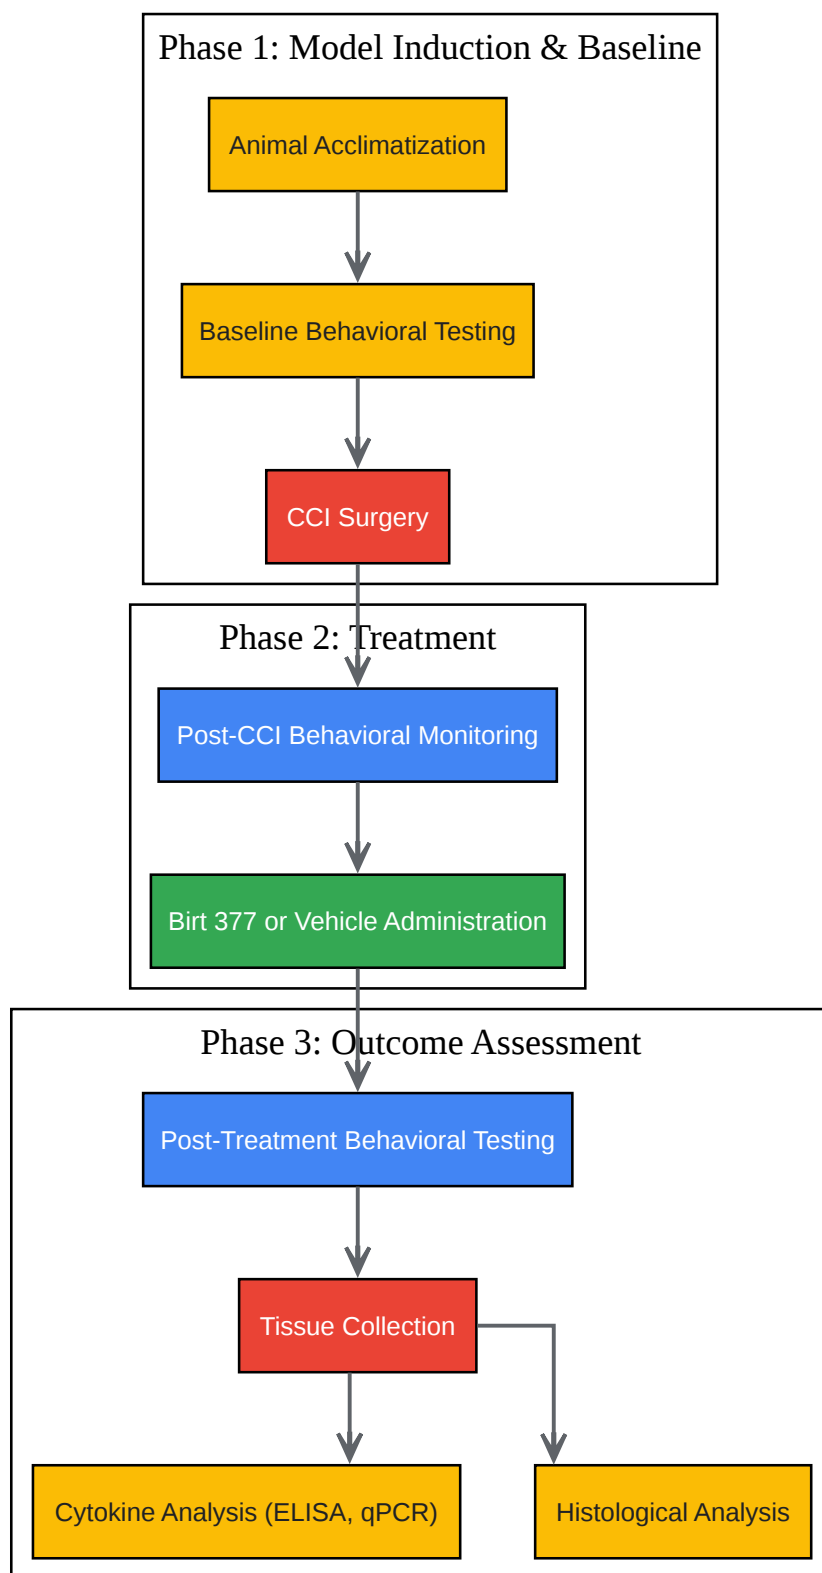 Phase 1: Model Induction & Baseline
Animal Acclimatization
Baseline Behavioral Testing
CCI Surgery
Phase 2: Treatment
Post-CCI Behavioral Monitoring
Birt 377 or Vehicle Administration
Phase 3: Outcome Assessment
Post-Treatment Behavioral Testing
Tissue Collection
Cytokine Analysis (ELISA, qPCR)
Histological Analysis